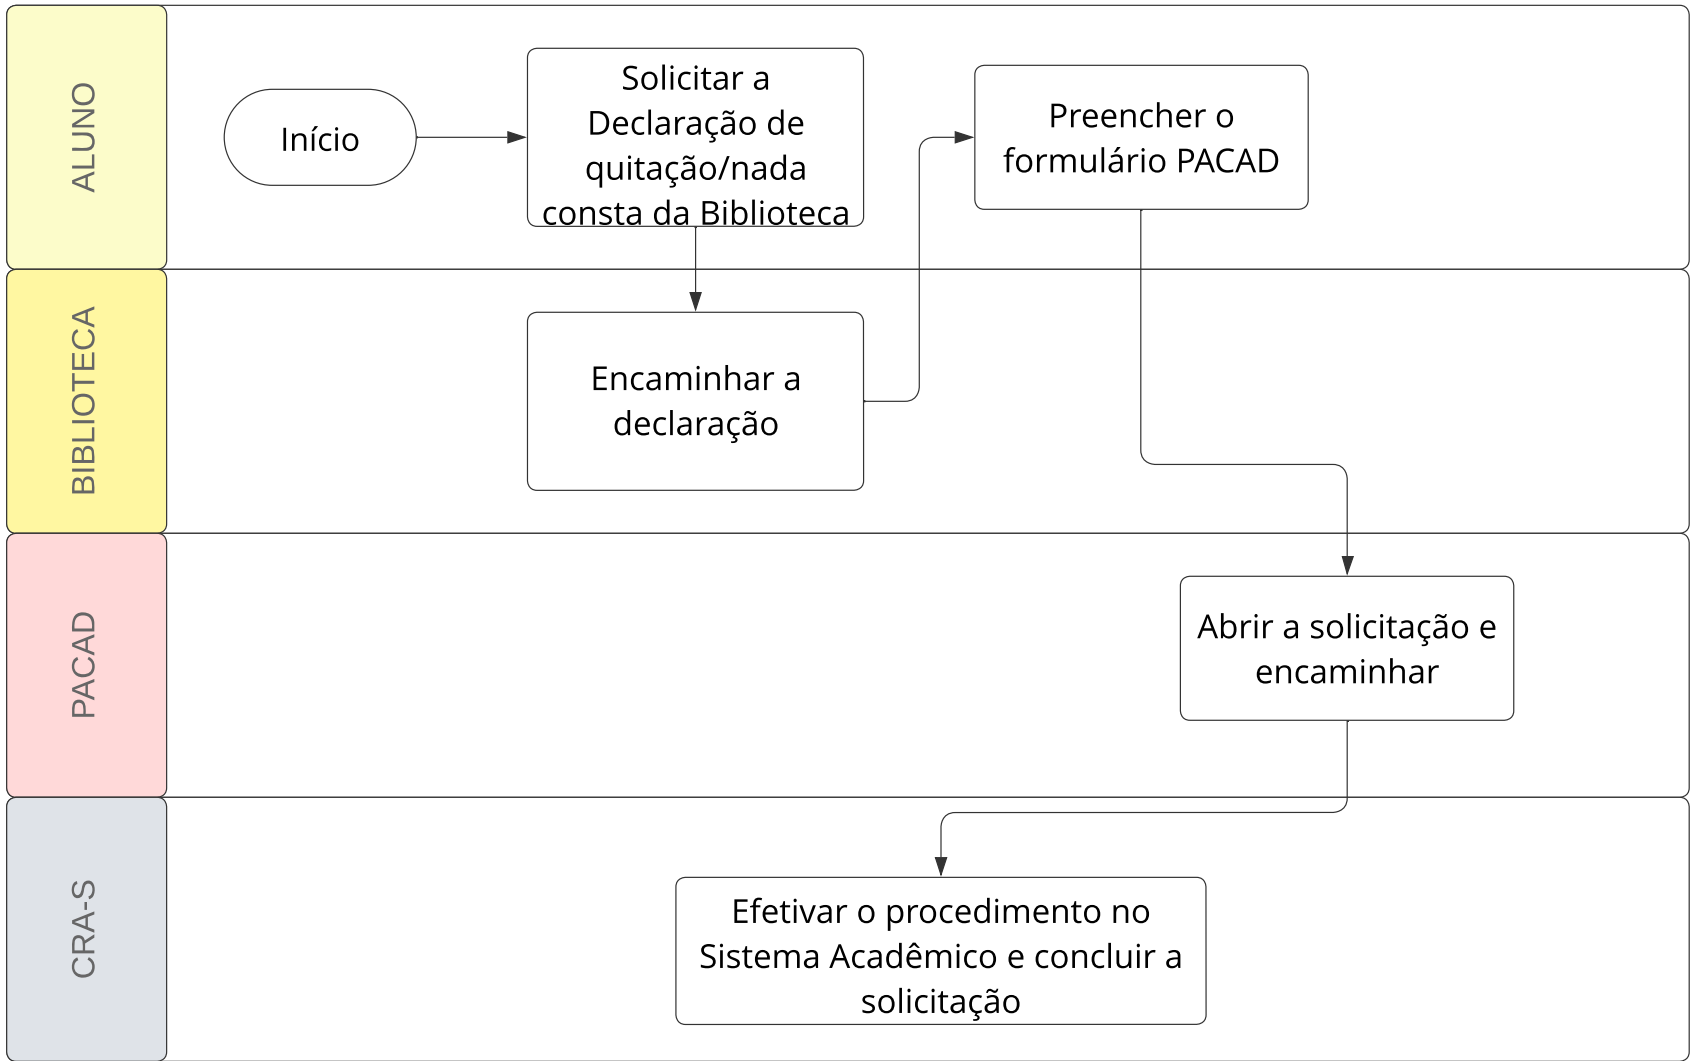 ALUNO
Início
Solicitar a
Declaração de
quitação/nada
consta da Biblioteca
Preencher o
formulário PACAD
BIBLIOTECA
Encaminhar a
declaração
PACAD
Abrir a solicitação e
encaminhar
CRA-S
Efetivar o procedimento no
Sistema Acadêmico e concluir a
solicitação